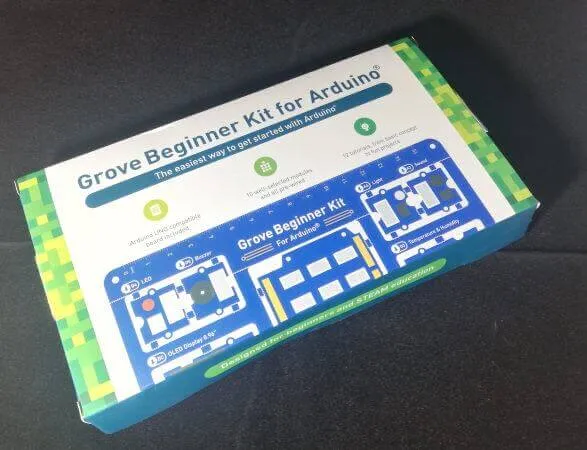 Grove Beginner Kit for Arduino®
The easiest way to get started with Arduino
Arduino UNO compatible
board included
10 well-selected modules
and all pre-wired
12 tutorials, from basic concept
to fun projects
Grove Beginner Kit
For Arduino®
LED
Buzzer
OLED Display 0.96"
Light
Sound
Temperature & Humidity
Designed for beginners and STEAM education